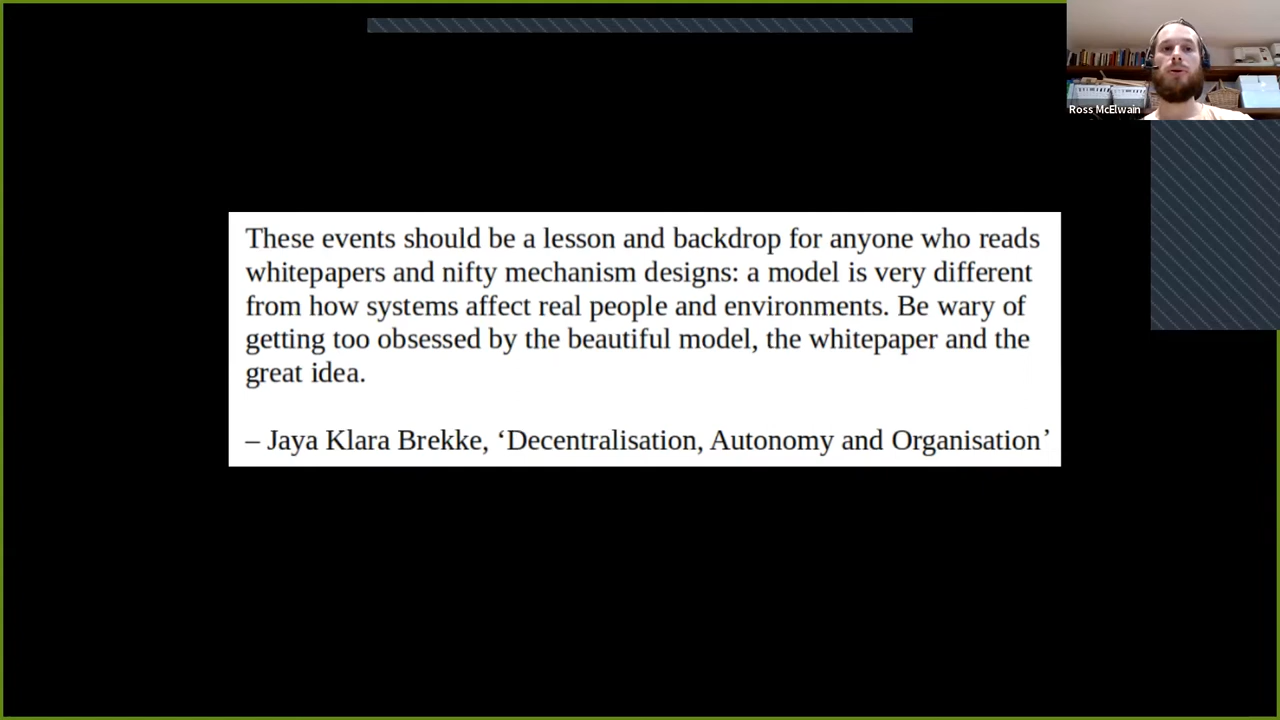 Ross McElwain
These events should be a lesson and backdrop for anyone who reads
whitepapers and nifty mechanism designs: a model is very different
from how systems affect real people and environments. Be wary of
getting too obsessed by the beautiful model, the whitepaper and the
great idea.
– Jaya Klara Brekke, ‘Decentralisation, Autonomy and Organisation’